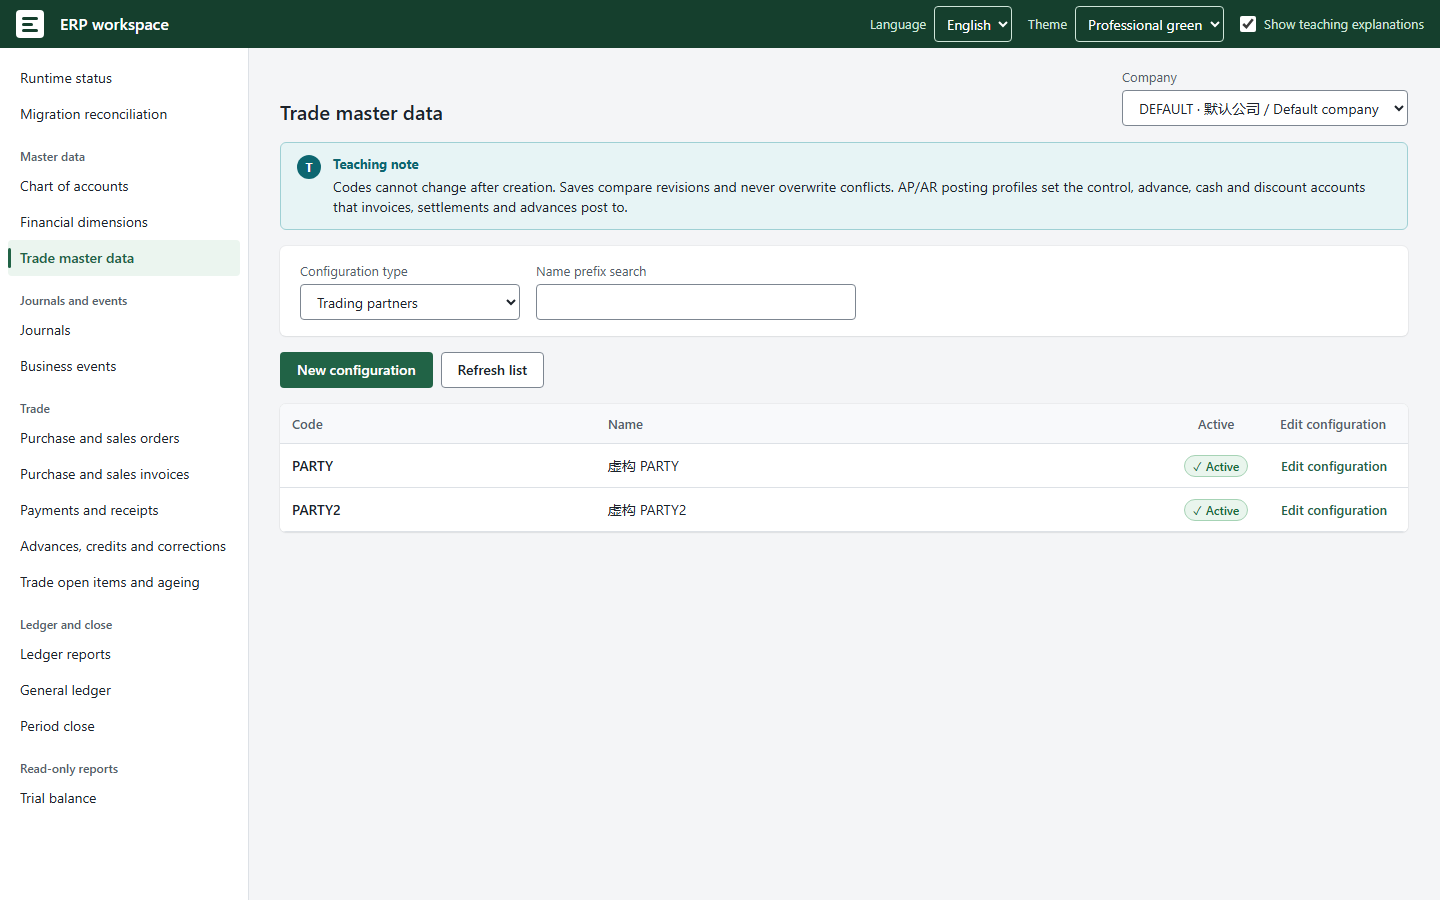 ERP workspace
Language English Theme Professional green Show teaching explanations
Runtime status
Migration reconciliation
Master data
Chart of accounts
Financial dimensions
Trade master data
Journals and events
Journals
Business events
Trade
Purchase and sales orders
Purchase and sales invoices
Payments and receipts
Advances, credits and corrections
Trade open items and ageing
Ledger and close
Ledger reports
General ledger
Period close
Read-only reports
Trial balance
Trade master data
Company
DEFAULT · 默认公司 / Default company
T
Teaching note
Codes cannot change after creation. Saves compare revisions and never overwrite conflicts. AP/AR posting profiles set the control, advance, cash and discount accounts
that invoices, settlements and advances post to.
Configuration type
Trading partners
Name prefix search
New configuration Refresh list
Code Name Active Edit configuration
PARTY 虚构 PARTY ✓ Active Edit configuration
PARTY2 虚构 PARTY2 ✓ Active Edit configuration